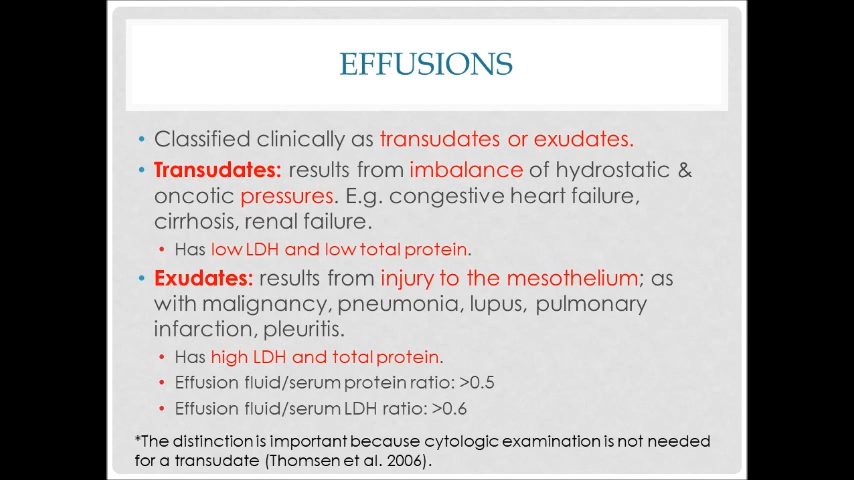 EFFUSIONS
• Classified clinically as transudates or exudates.
• Transudates: results from imbalance of hydrostatic &
oncotic pressures. E.g. congestive heart failure,
cirrhosis, renal failure.
• Has low LDH and low total protein.
• Exudates: results from injury to the mesothelium; as
with malignancy, pneumonia, lupus, pulmonary
infarction, pleuritis.
• Has high LDH and total protein.
• Effusion fluid/serum protein ratio: >0.5
• Effusion fluid/serum LDH ratio: >0.6
*The distinction is important because cytologic examination is not needed
for a transudate (Thomsen et al. 2006).